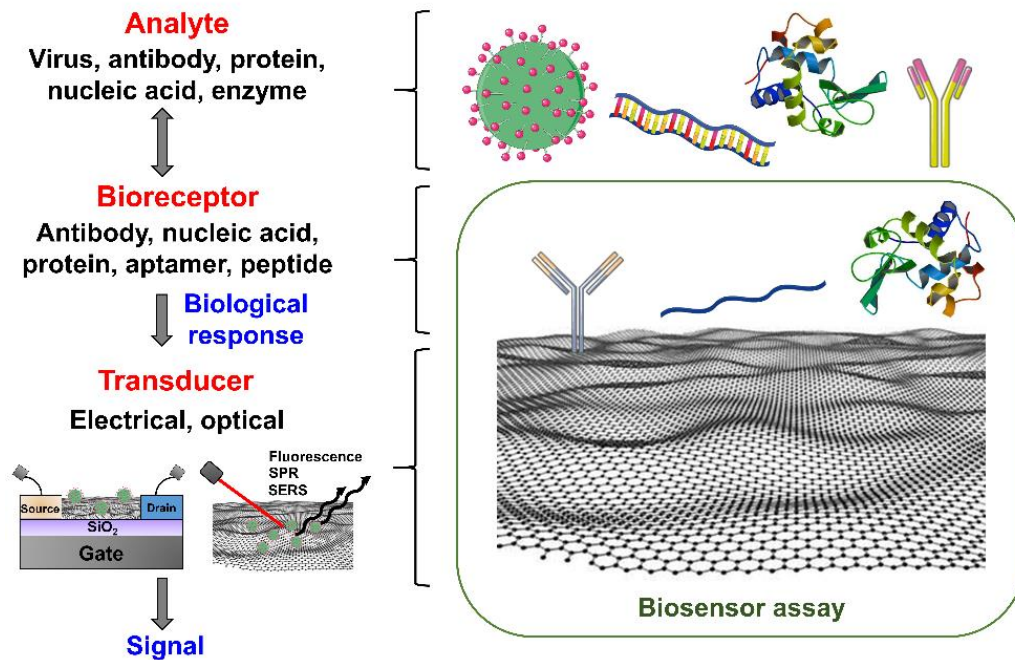 Analyte
Virus, antibody, protein,
nucleic acid, enzyme
Bioreceptor
Antibody, nucleic acid,
protein, aptamer, peptide
Biological
response
Transducer
Electrical, optical
Fluorescence
SPR
SERS
Source
Drain
SiO₂
Gate
Signal
Biosensor assay